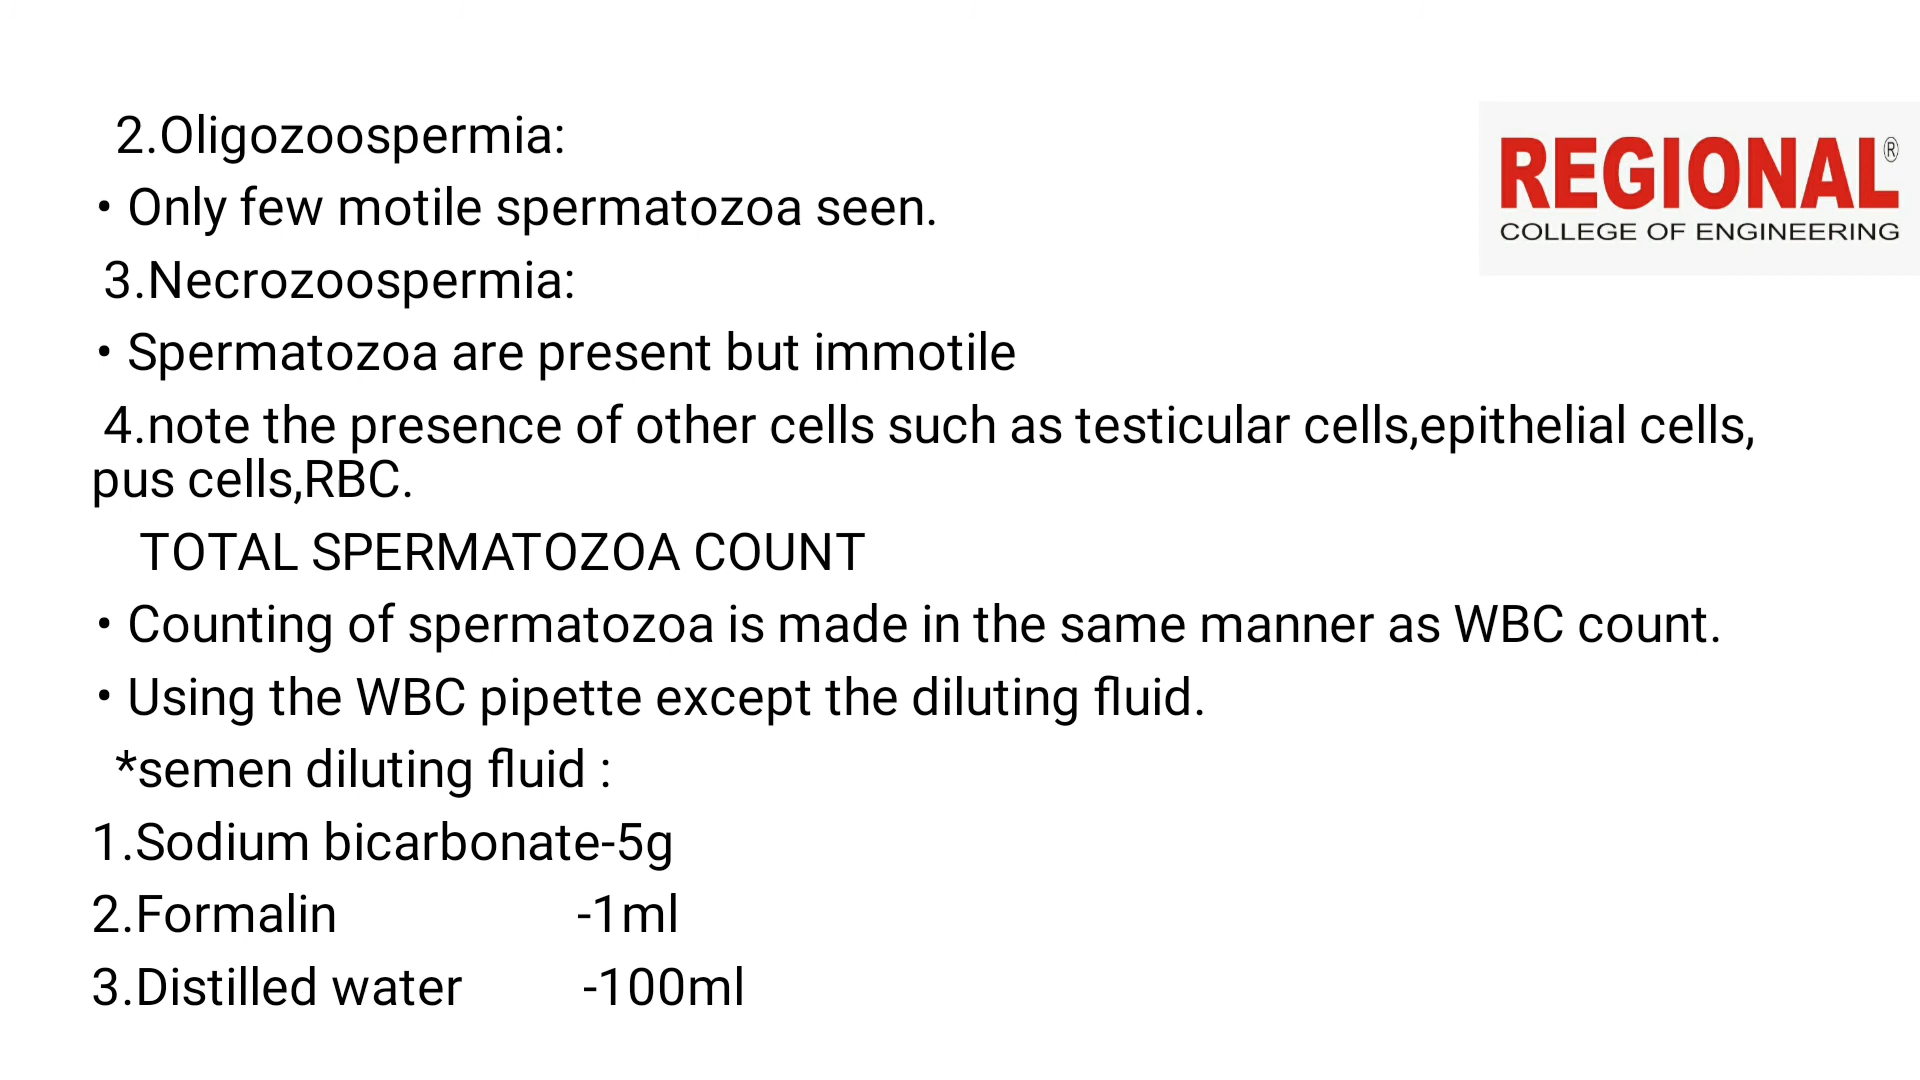 2.Oligozoospermia:
• Only few motile spermatozoa seen.
3.Necrozoospermia:
• Spermatozoa are present but immotile
4.note the presence of other cells such as testicular cells,epithelial cells,
pus cells,RBC.
TOTAL SPERMATOZOA COUNT
• Counting of spermatozoa is made in the same manner as WBC count.
• Using the WBC pipette except the diluting fluid.
*semen diluting fluid :
1.Sodium bicarbonate-5g
2.Formalin -1ml
3.Distilled water -100ml
REGIONAL®
COLLEGE OF ENGINEERING